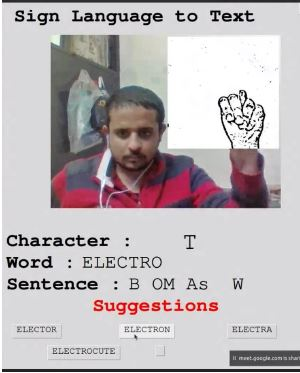 Sign Language to Text
Character : T
Word : ELECTRO
Sentence : B OM As W
Suggestions
ELECTOR ELECTRON ELECTRA
ELECTROCUTE
meet.google.com is shar